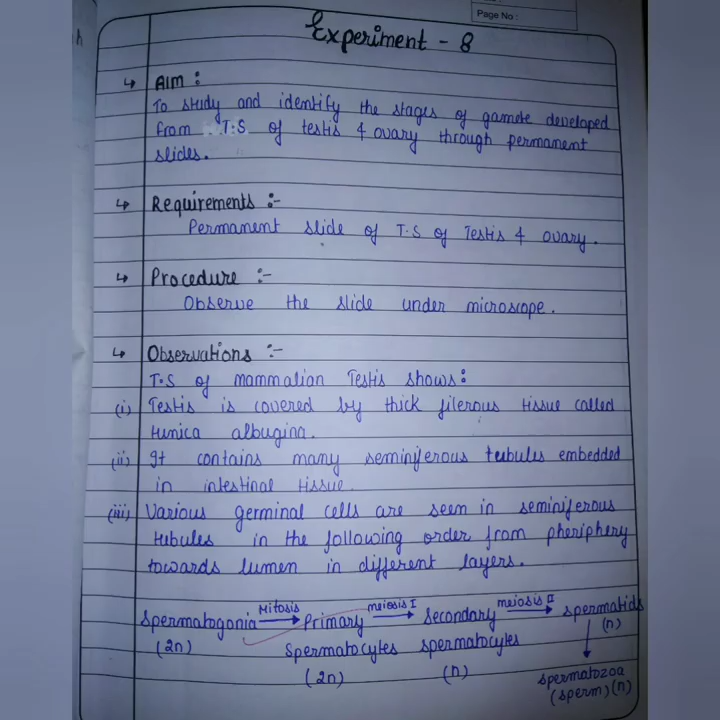 Page No :
Experiment - 8
↳ Aim :
To study and identify the stages of gamete developed
from T.S. of testis & ovary through permanent
slides.
↳ Requirements :-
Permanent slide of T.S of Testis & ovary.
↳ Procedure :-
Observe the slide under microscope.
↳ Observations :-
T.S of mammalian Testis shows :
(i) Testis is covered by thick fiberous tissue called
tunica albugina.
(ii) It contains many seminiferous tubules embedded
in intestinal tissue.
(iii) Various germinal cells are seen in seminiferous
tubules in the following order from pheriphery
towards lumen in different layers.
Mitosis meiosis I meiosis II
Spermatogonia → Primary → Secondary → spermatids
(2n) Spermatocytes spermatocytes (n)
(2n) (n)
spermatozoa
(sperm) (n)